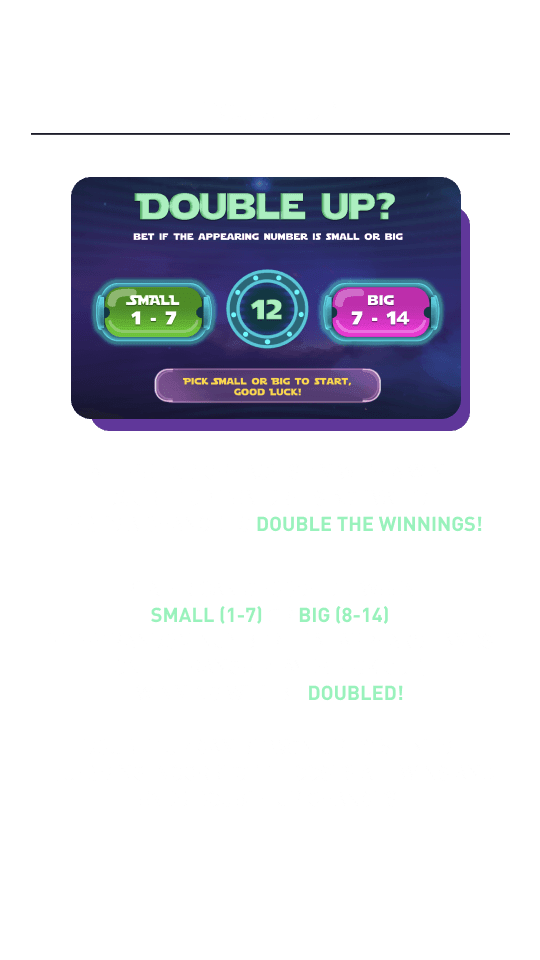 DOUBLE UP?
BET IF THE APPEARING NUMBER IS SMALL OR BIG
SMALL
1 - 7
12
BIG
7 - 14
PICK SMALL OR BIG TO START,
GOOD LUCK!
DOUBLE THE WINNINGS!
SMALL (1-7) BIG (8-14)
DOUBLED!